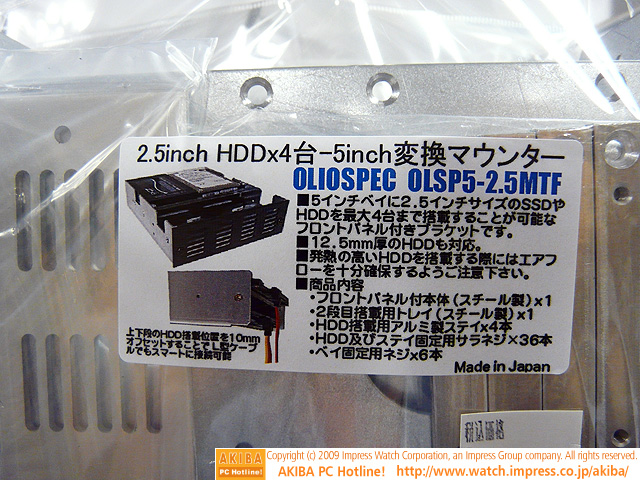 2.5inch HDDx4台-5inch変換マウンター
OLIOSPEC OLSP5-2.5MTF
■5インチベイに2.5インチサイズのSSDや
HDDを最大4台まで搭載することが可能な
フロントパネル付きブラケットです。
■12.5mm厚のHDDも対応。
■発熱の高いHDDを搭載する際にはエアフ
ローを十分確保するようご注意下さい。
■商品内容
・フロントパネル付本体(スチール製)x1
・2段目搭載用トレイ(スチール製)x1
・HDD搭載用アルミ製ステイx4本
・HDD及びステイ固定用サラネジ×36本
・ベイ固定用ネジx6本
上下段のHDD搭載位置を10mm
オフセットすることでL型ケーブ
ルでもスマートに接続可能
Made in Japan
税込価格
AKIBA
PC Hotline!
Copyright (c) 2009 Impress Watch Corporation, an Impress Group company. All rights reserved.
AKIBA PC Hotline! http://www.watch.impress.co.jp/akiba/